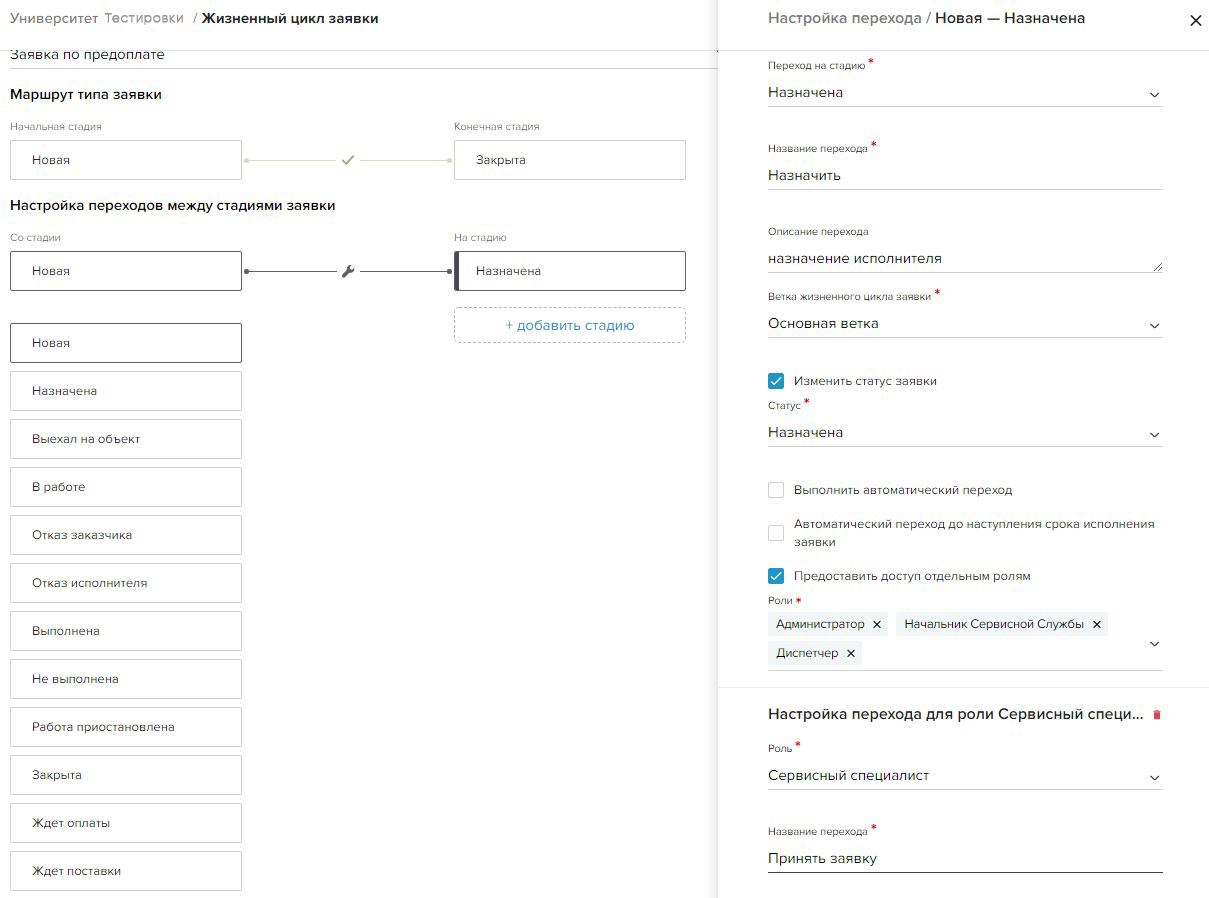 Университет Тестировки / Жизненный цикл заявки
Заявка по предоплате
Маршрут типа заявки
Начальная стадия
Конечная стадия
Новая
Закрыта
Настройка переходов между стадиями заявки
Со стадии
На стадию
Новая
Назначена
+ добавить стадию
Новая
Назначена
Выехал на объект
В работе
Отказ заказчика
Отказ исполнителя
Выполнена
Не выполнена
Работа приостановлена
Закрыта
Ждет оплаты
Ждет поставки
Настройка перехода / Новая — Назначена
Переход на стадию *
Назначена
Название перехода *
Назначить
Описание перехода
назначение исполнителя
Ветка жизненного цикла заявки *
Основная ветка
Изменить статус заявки
Статус *
Назначена
Выполнить автоматический переход
Автоматический переход до наступления срока исполнения
заявки
Предоставить доступ отдельным ролям
Роли *
Администратор × Начальник Сервисной Службы ×
Диспетчер ×
Настройка перехода для роли Сервисный специ...
Роль *
Сервисный специалист
Название перехода *
Принять заявку